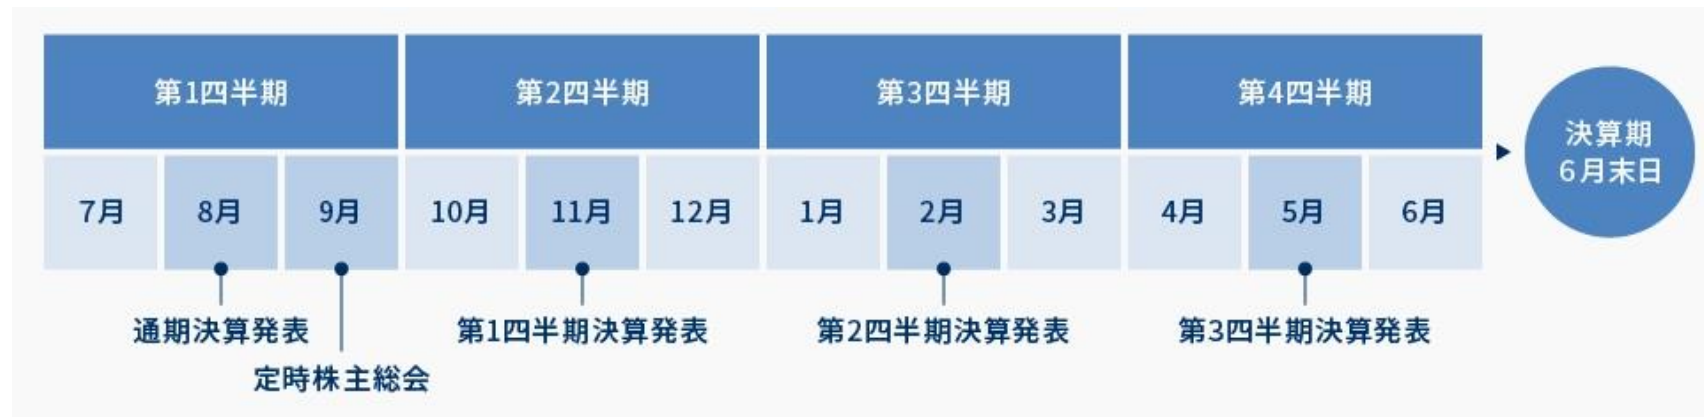 第1四半期
第2四半期
第3四半期
第4四半期
決算期
6月末日
7月
8月
9月
10月
11月
12月
1月
2月
3月
4月
5月
6月
通期決算発表
第1四半期決算発表
第2四半期決算発表
第3四半期決算発表
定時株主総会